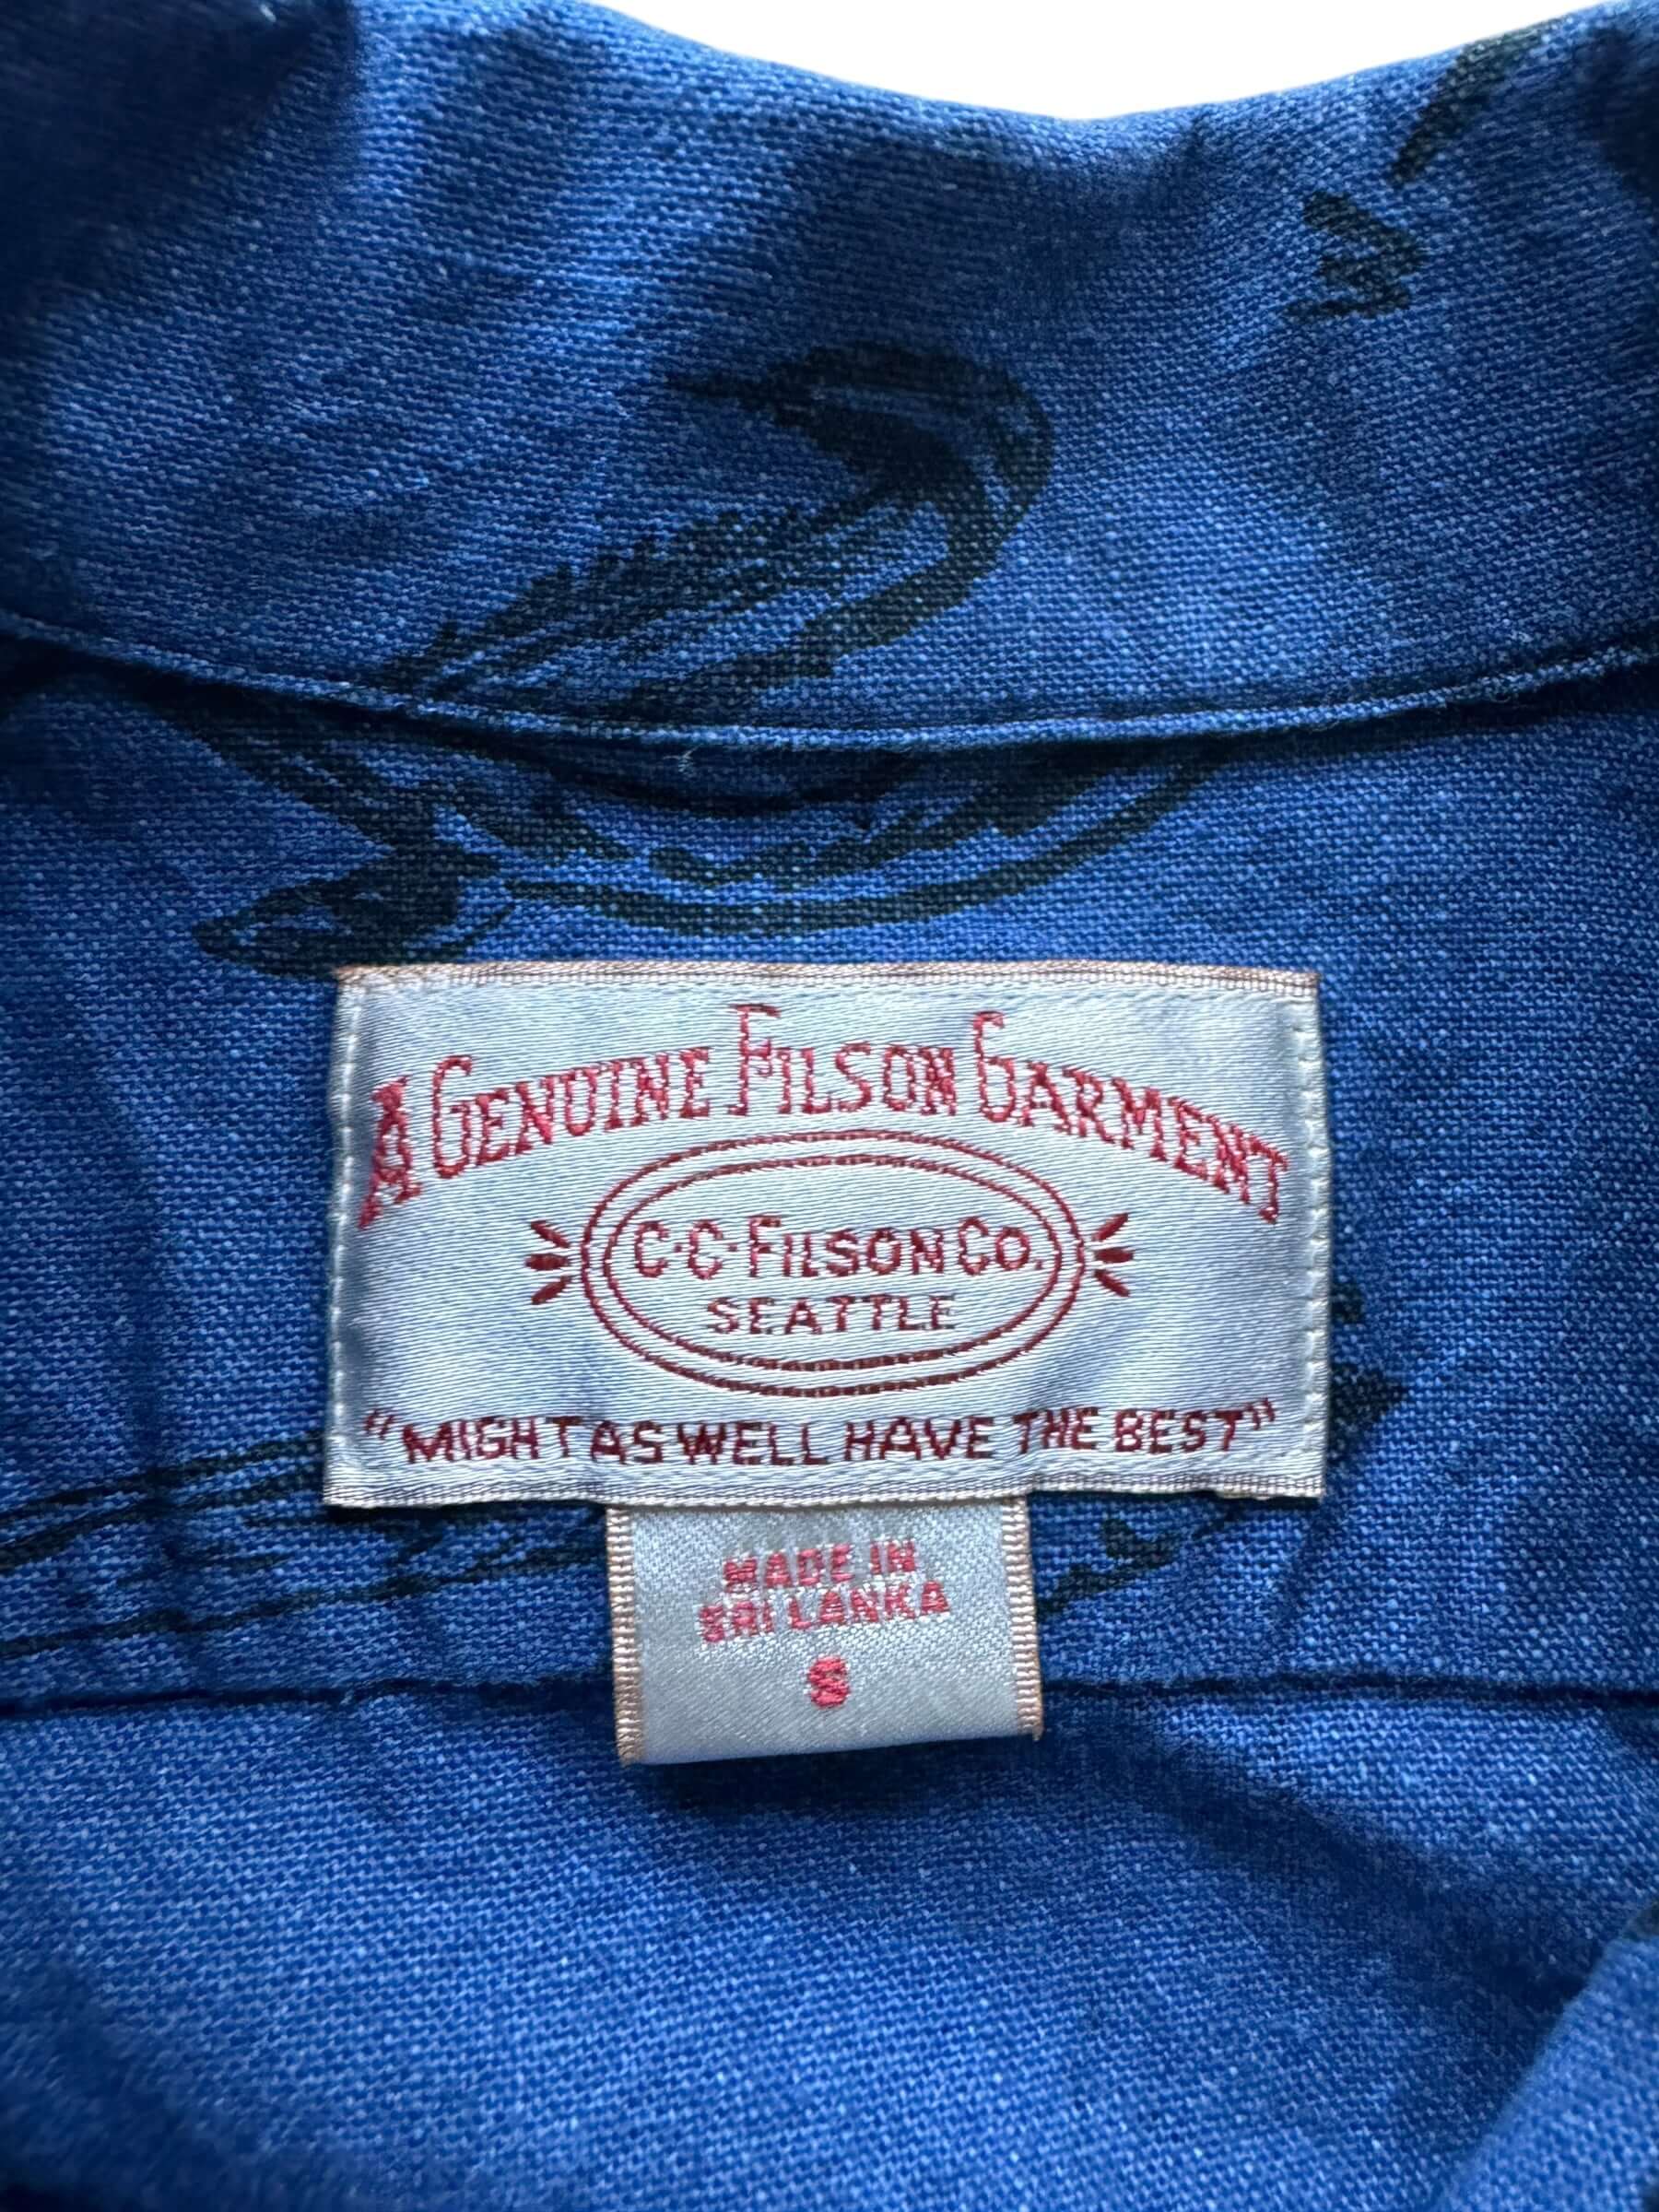 A GENUINE FILSON GARMENT
C·C·FILSON CO.
SEATTLE
"MIGHT AS WELL HAVE THE BEST"
MADE IN
SRI LANKA
S